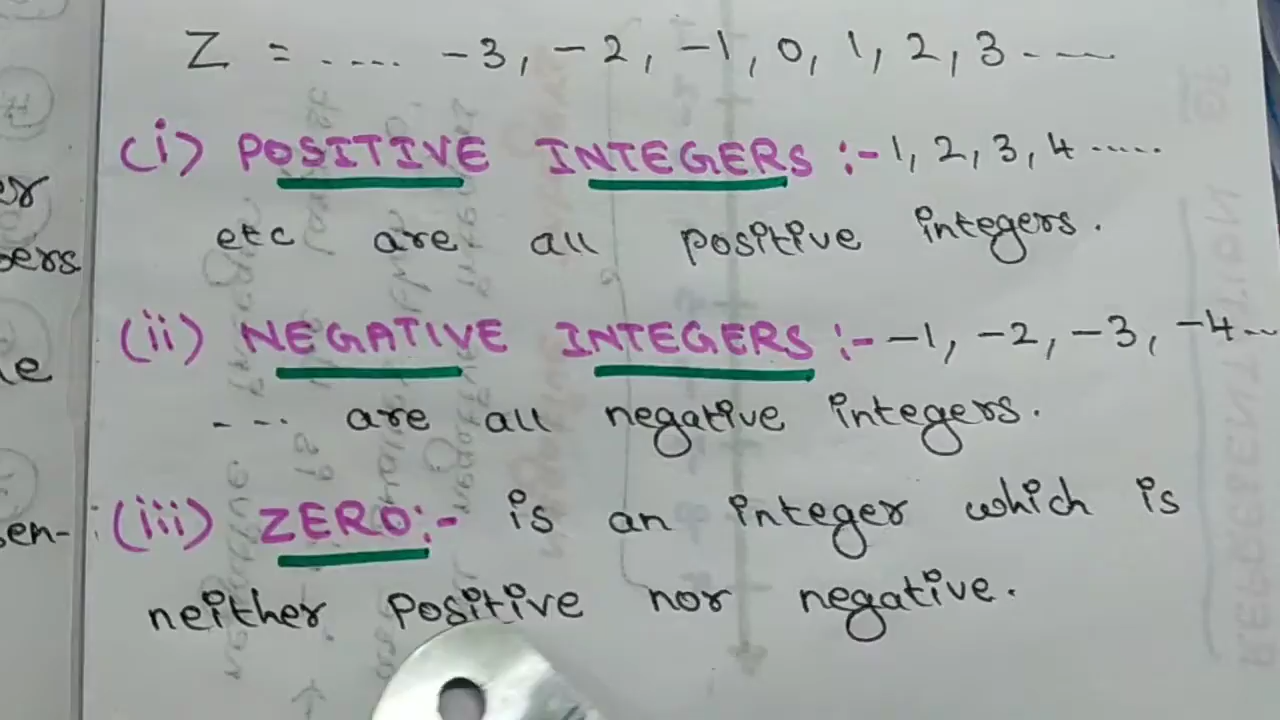 Z = ..... -3, -2, -1, 0, 1, 2, 3 - ---
(i) POSITIVE INTEGERS :- 1, 2, 3, 4 .....
etc are all positive integers.
(ii) NEGATIVE INTEGERS :- -1, -2, -3, -4 ...
- --- are all negative integers.
(iii) ZERO:- is an integer which is
neither positive nor negative.